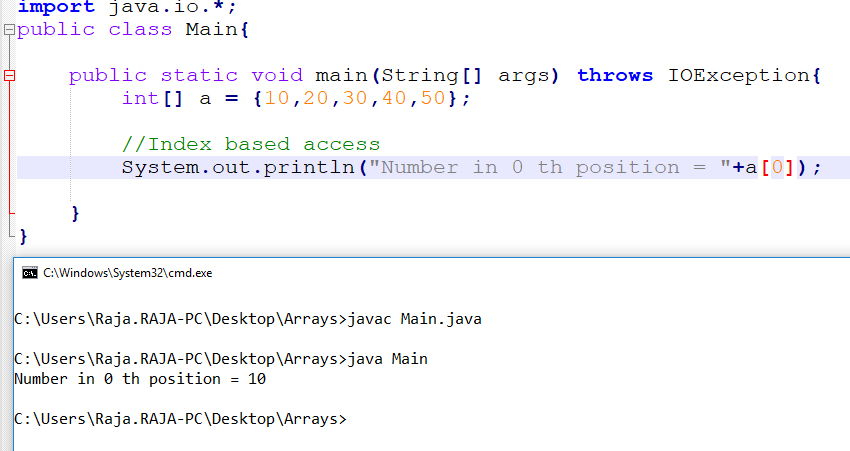 import java.io.*;
public class Main{
public static void main(String[] args) throws IOException{
int[] a = {10,20,30,40,50};
//Index based access
System.out.println("Number in 0 th position = "+a[0]);
}
}
C:\Windows\System32\cmd.exe
C:\Users\Raja.RAJA-PC\Desktop\Arrays>javac Main.java
C:\Users\Raja.RAJA-PC\Desktop\Arrays>java Main
Number in 0 th position = 10
C:\Users\Raja.RAJA-PC\Desktop\Arrays>